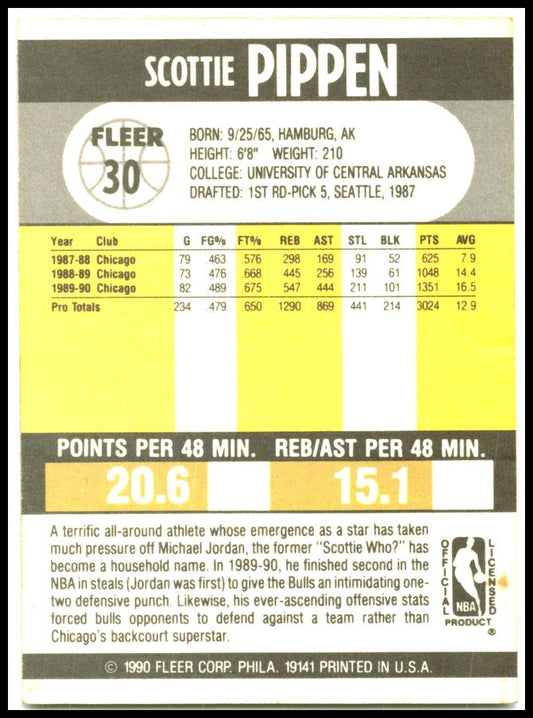 SCOTTIE PIPPEN
FLEER
30
BORN: 9/25/65, HAMBURG, AK
HEIGHT: 6'8" WEIGHT: 210
COLLEGE: UNIVERSITY OF CENTRAL ARKANSAS
DRAFTED: 1ST RD-PICK 5, SEATTLE, 1987
Year Club G FG% FT% REB AST STL BLK PTS AVG
1987-88 Chicago 79 .463 .576 298 169 91 52 625 7.9
1988-89 Chicago 73 .476 .668 445 256 139 61 1048 14.4
1989-90 Chicago 82 .489 .675 547 444 211 101 1351 16.5
Pro Totals 234 .479 .650 1290 869 441 214 3024 12.9
POINTS PER 48 MIN. REB/AST PER 48 MIN.
20.6 15.1
A terrific all-around athlete whose emergence as a star has taken
much pressure off Michael Jordan, the former "Scottie Who?" has
become a household name. In 1989-90, he finished second in the
NBA in steals (Jordan was first) to give the Bulls an intimidating one-
two defensive punch. Likewise, his ever-ascending offensive stats
forced bulls opponents to defend against a team rather than
Chicago's backcourt superstar.
OFFICIAL
LICENSED
NBA
PRODUCT ®
© 1990 FLEER CORP. PHILA. 19141 PRINTED IN U.S.A.